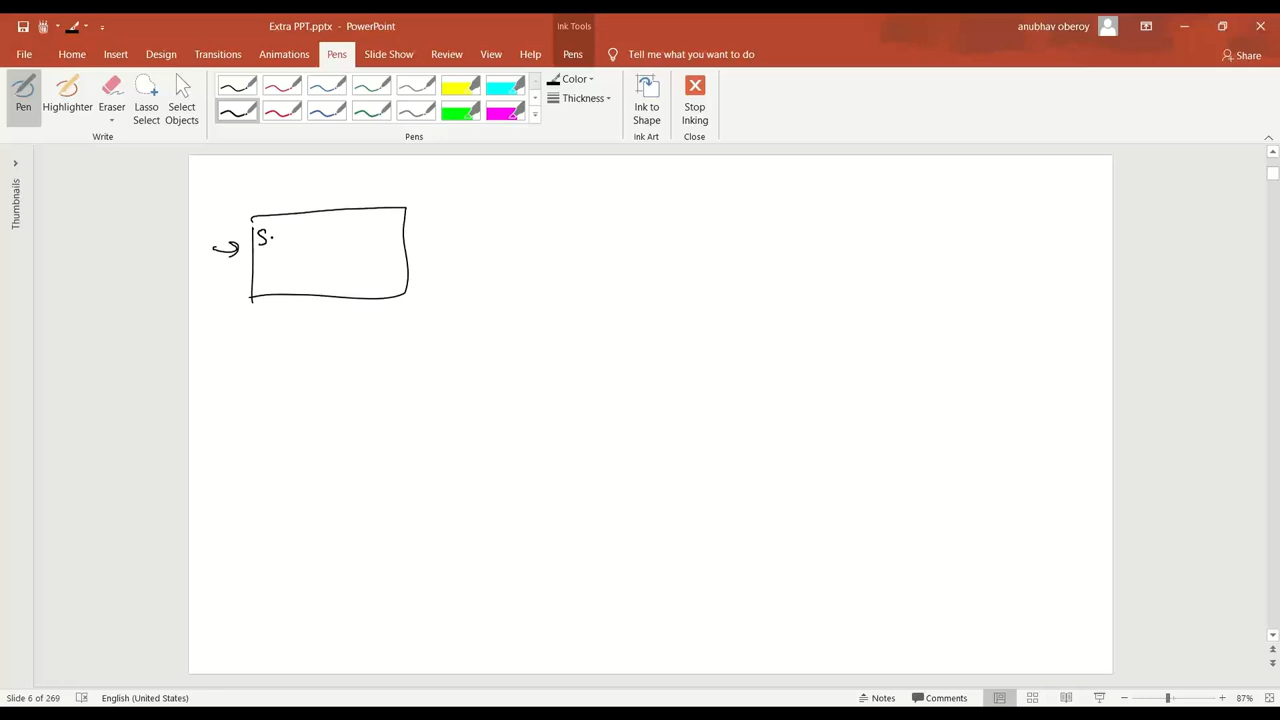 Extra PPT.pptx - PowerPoint
Ink Tools
anubhav oberoy
File Home Insert Design Transitions Animations Pens Slide Show Review View Help Pens Tell me what you want to do Share
Pen Highlighter Eraser Lasso Select Select Objects
Color
Thickness
Ink to Shape
Stop Inking
Write Pens Ink Art Close
Thumbnails
S.
Slide 6 of 269 English (United States) Notes Comments 87%